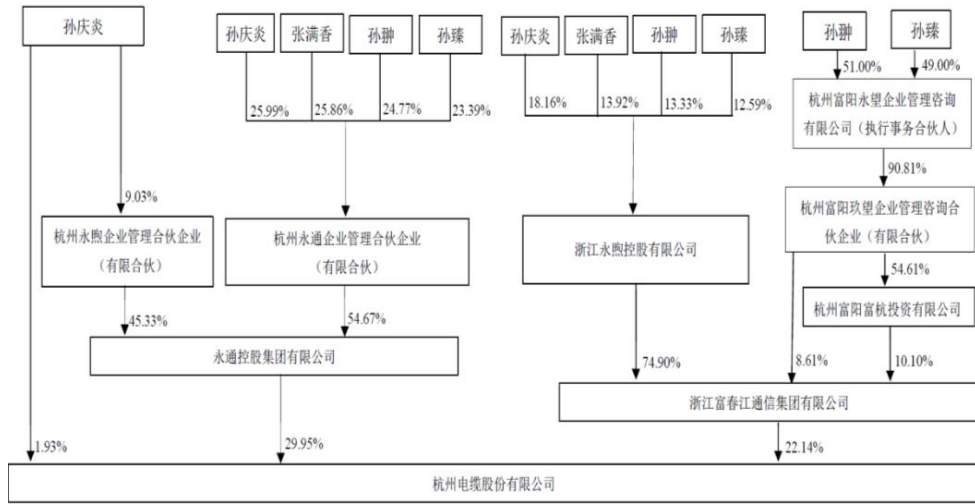 孙庆炎
孙庆炎 张满香 孙翀 孙臻
孙庆炎 张满香 孙翀 孙臻
孙翀 孙臻
51.00% 49.00%
25.99% 25.86% 24.77% 23.39%
18.16% 13.92% 13.33% 12.59%
杭州富阳永望企业管理咨询
有限公司（执行事务合伙人）
90.81%
9.03%
杭州永煦企业管理合伙企业
（有限合伙）
杭州永通企业管理合伙企业
（有限合伙）
浙江永煦控股有限公司
杭州富阳玖望企业管理咨询合
伙企业（有限合伙）
54.61%
杭州富阳富杭投资有限公司
45.33% 54.67%
永通控股集团有限公司
74.90% 8.61% 10.10%
浙江富春江通信集团有限公司
1.93% 29.95% 22.14%
杭州电缆股份有限公司